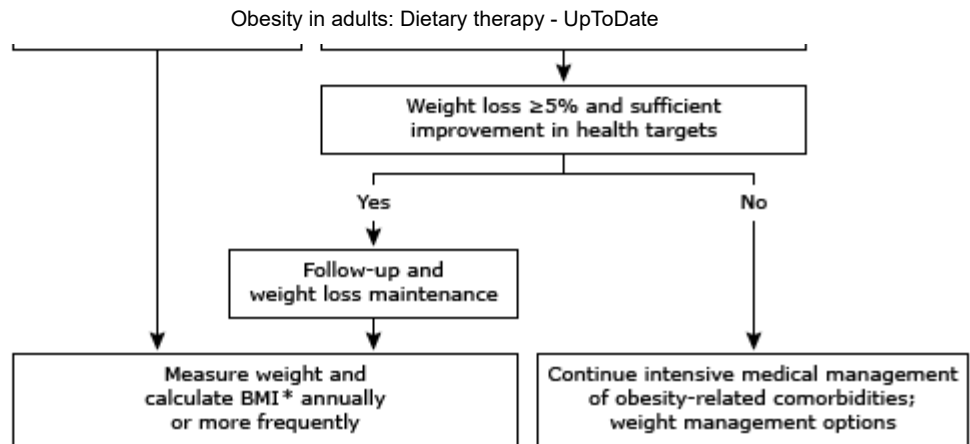 Obesity in adults: Dietary therapy - UpToDate
Weight loss ≥5% and sufficient
improvement in health targets
Yes
No
Follow-up and
weight loss maintenance
Measure weight and
calculate BMI* annually
or more frequently
Continue intensive medical management
of obesity-related comorbidities;
weight management options